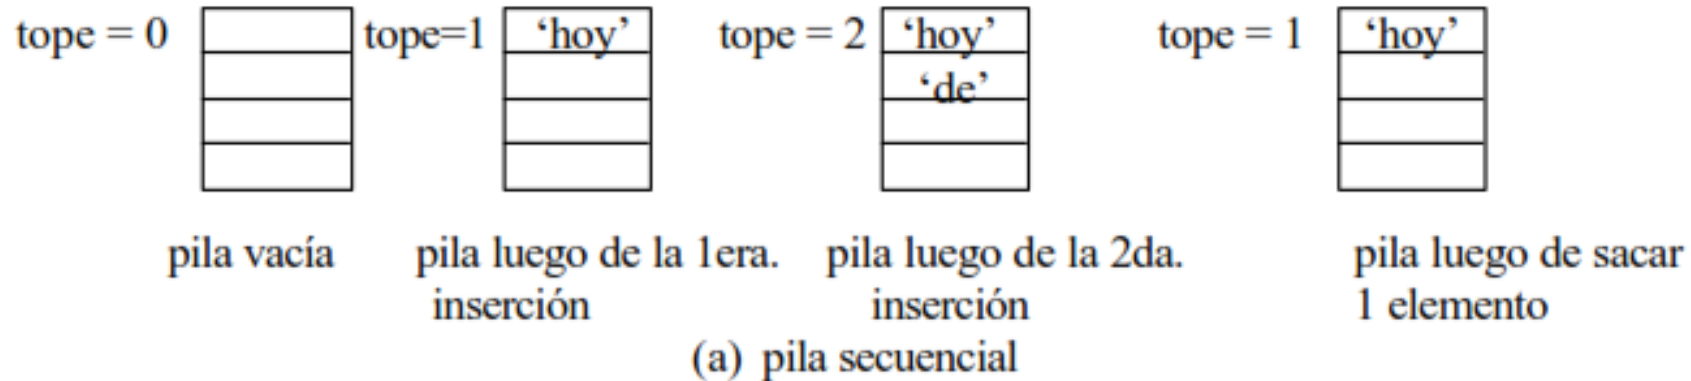 tope = 0 tope=1 ‘hoy’ tope = 2 ‘hoy’ tope = 1 ‘hoy’
‘de’
pila vacía pila luego de la 1era. pila luego de la 2da. pila luego de sacar
inserción inserción 1 elemento
(a) pila secuencial